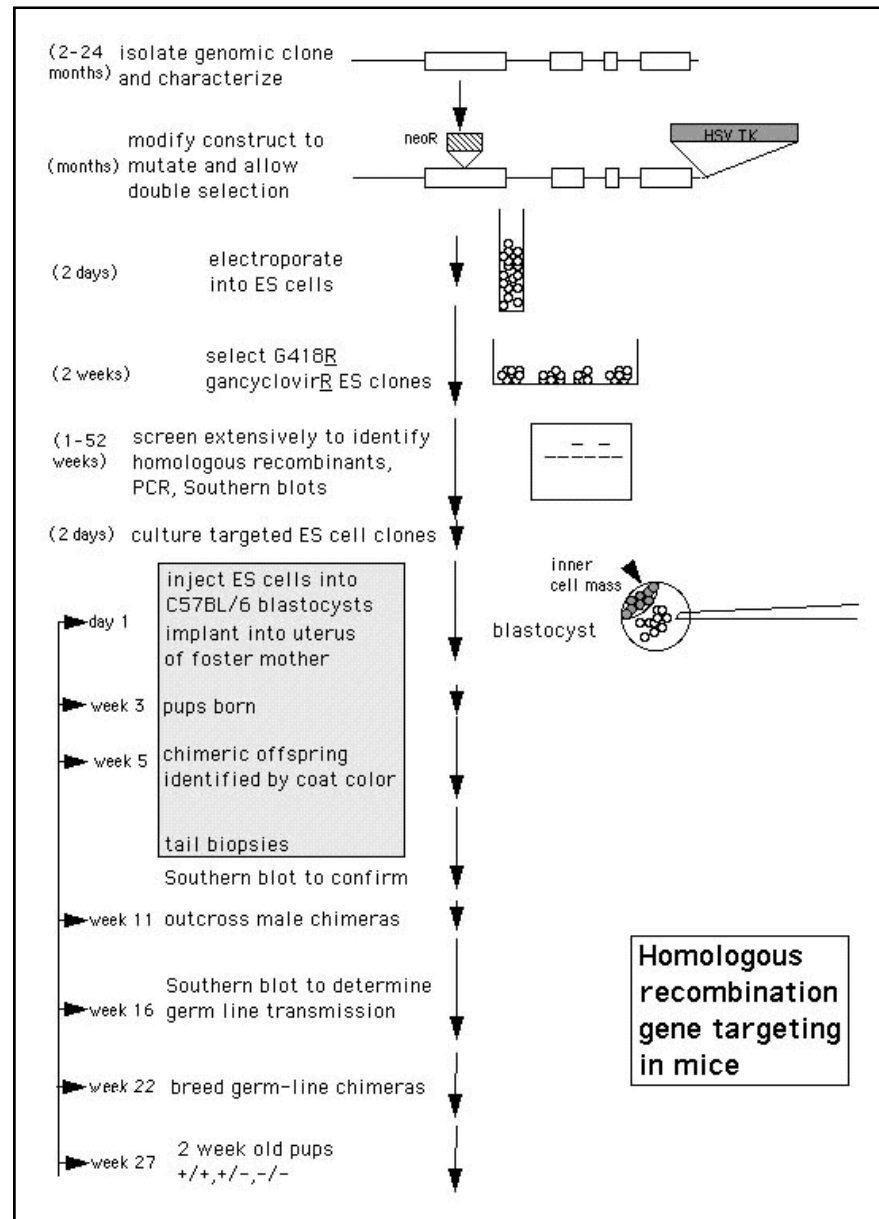 (2-24 months) isolate genomic clone
and characterize
neoR
HSV TK
(months) modify construct to
mutate and allow
double selection
(2 days) electroporate
into ES cells
(2 weeks) select G418R
gancyclovirR ES clones
(1-52 weeks) screen extensively to identify
homologous recombinants,
PCR, Southern blots
(2 days) culture targeted ES cell clones
inner
cell mass
blastocyst
day 1 inject ES cells into
C57BL/6 blastocysts
implant into uterus
of foster mother
week 3 pups born
week 5 chimeric offspring
identified by coat color
tail biopsies
Southern blot to confirm
week 11 outcross male chimeras
week 16 Southern blot to determine
germ line transmission
week 22 breed germ-line chimeras
week 27 2 week old pups
+/+,+/-,-/-
Homologous
recombination
gene targeting
in mice